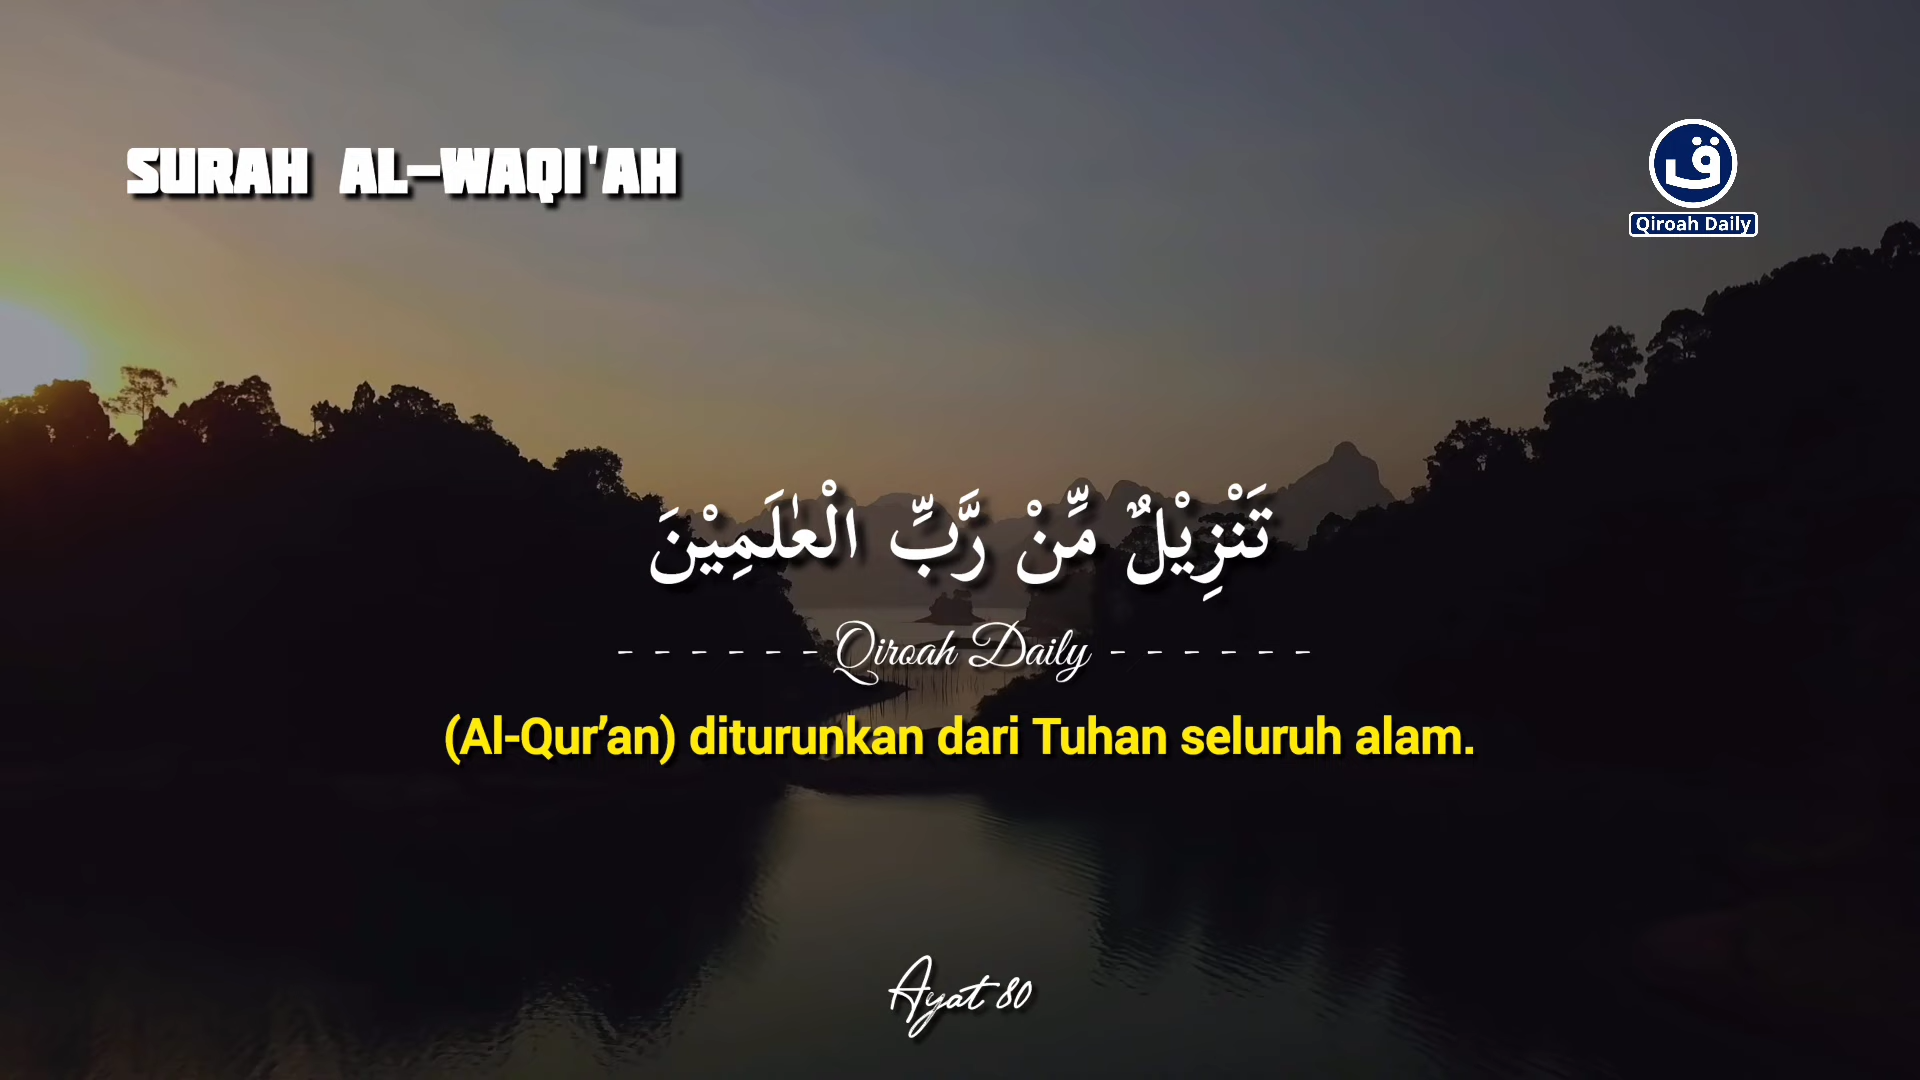 SURAH AL-WAQI'AH
ق
Qiroah Daily
تَنْزِيْلٌ مِّنْ رَّبِّ الْعٰلَمِيْنَ
- - - - - - Qiroah Daily - - - - - -
(Al-Qur’an) diturunkan dari Tuhan seluruh alam.
Ayat 80